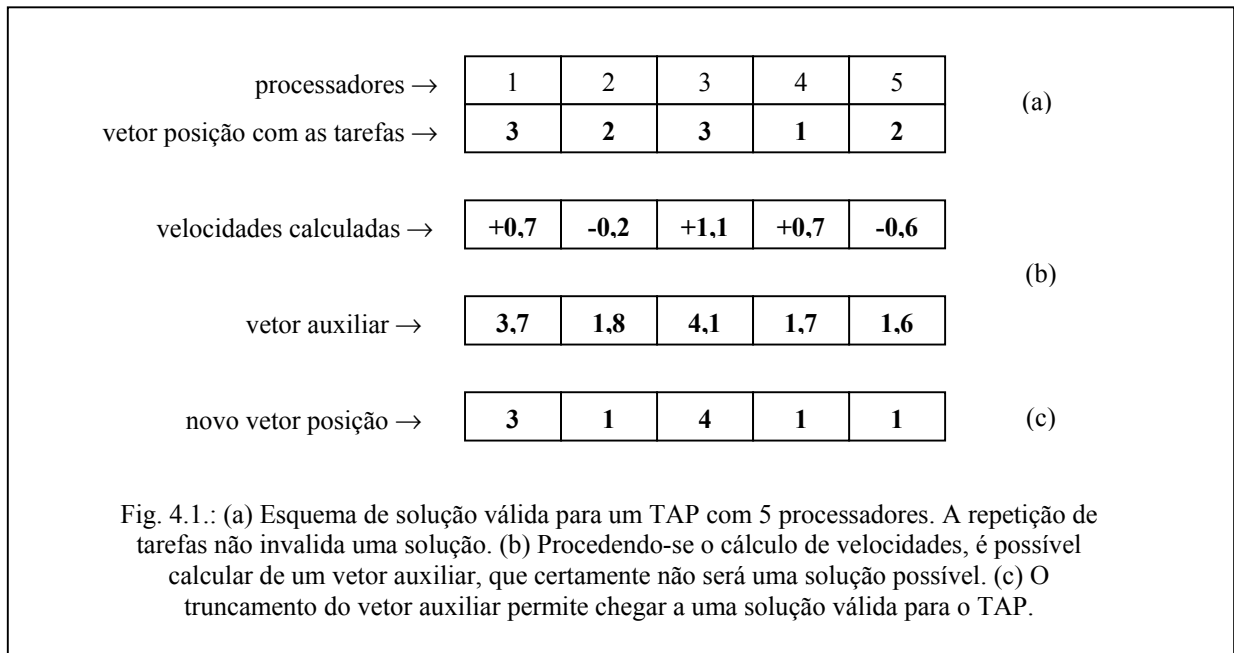 processadores → 1 2 3 4 5 (a)
vetor posição com as tarefas → 3 2 3 1 2
velocidades calculadas → +0,7 -0,2 +1,1 +0,7 -0,6
(b)
vetor auxiliar → 3,7 1,8 4,1 1,7 1,6
novo vetor posição → 3 1 4 1 1 (c)
Fig. 4.1.: (a) Esquema de solução válida para um TAP com 5 processadores. A repetição de
tarefas não invalida uma solução. (b) Procedendo-se o cálculo de velocidades, é possível
calcular de um vetor auxiliar, que certamente não será uma solução possível. (c) O
truncamento do vetor auxiliar permite chegar a uma solução válida para o TAP.